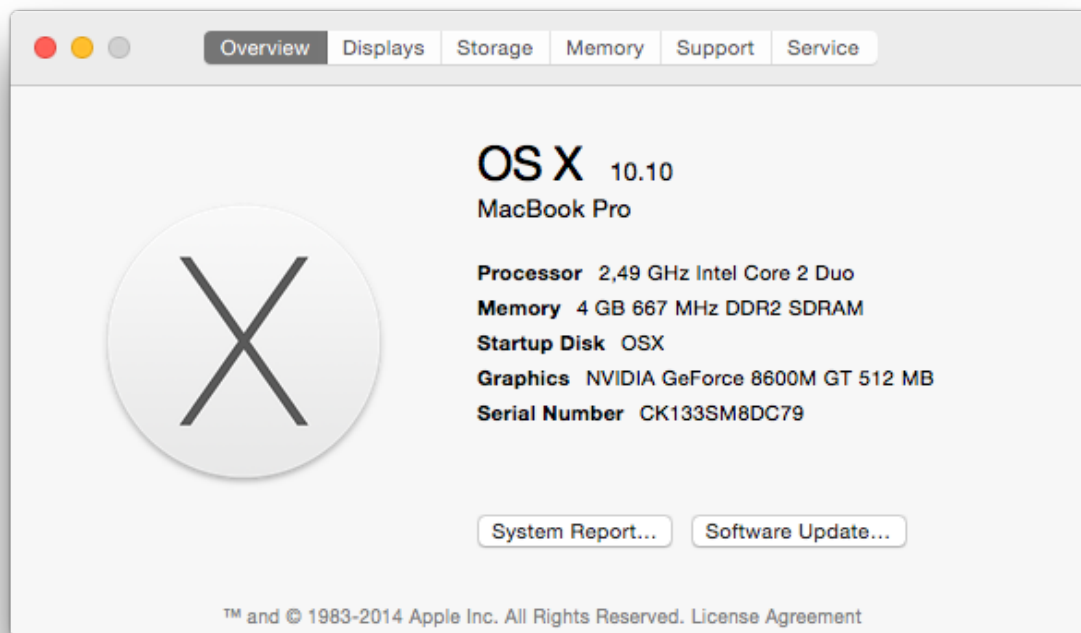 Overview Displays Storage Memory Support Service
OS X 10.10
MacBook Pro
Processor 2,49 GHz Intel Core 2 Duo
Memory 4 GB 667 MHz DDR2 SDRAM
Startup Disk OSX
Graphics NVIDIA GeForce 8600M GT 512 MB
Serial Number CK133SM8DC79
System Report... Software Update...
™ and © 1983-2014 Apple Inc. All Rights Reserved. License Agreement